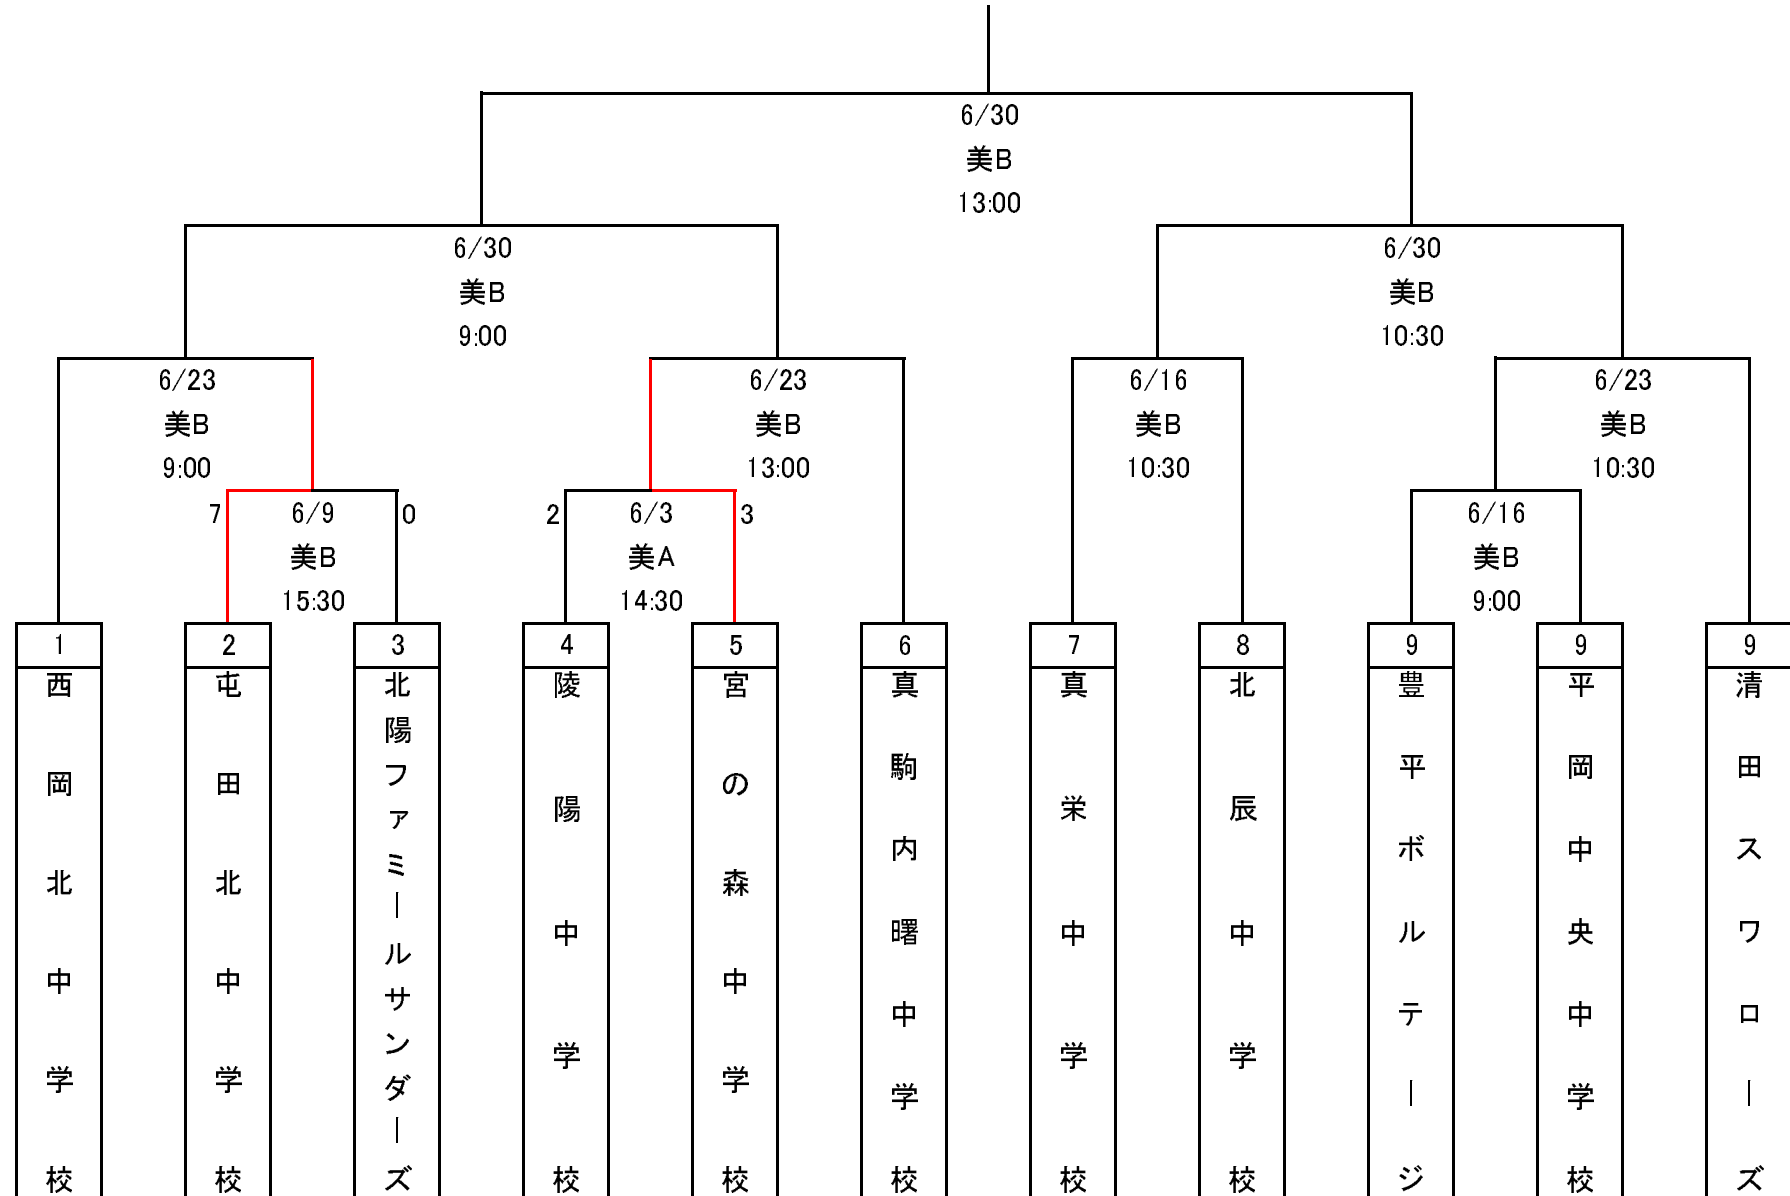 6/30
美B
13:00
6/30
美B
9:00
6/30
美B
10:30
6/23
美B
9:00
6/23
美B
13:00
6/16
美B
10:30
6/23
美B
10:30
7
6/9
0
美B
15:30
2
6/3
3
美A
14:30
6/16
美B
9:00
1
西岡北中学校
2
屯田北中学校
3
北陽ファミールサンダーズ
4
陵陽中学校
5
宮の森中学校
6
真駒内曙中学校
7
真栄中学校
8
北辰中学校
9
豊平ボルテージ
9
平岡中央中学校
9
清田スワローズ